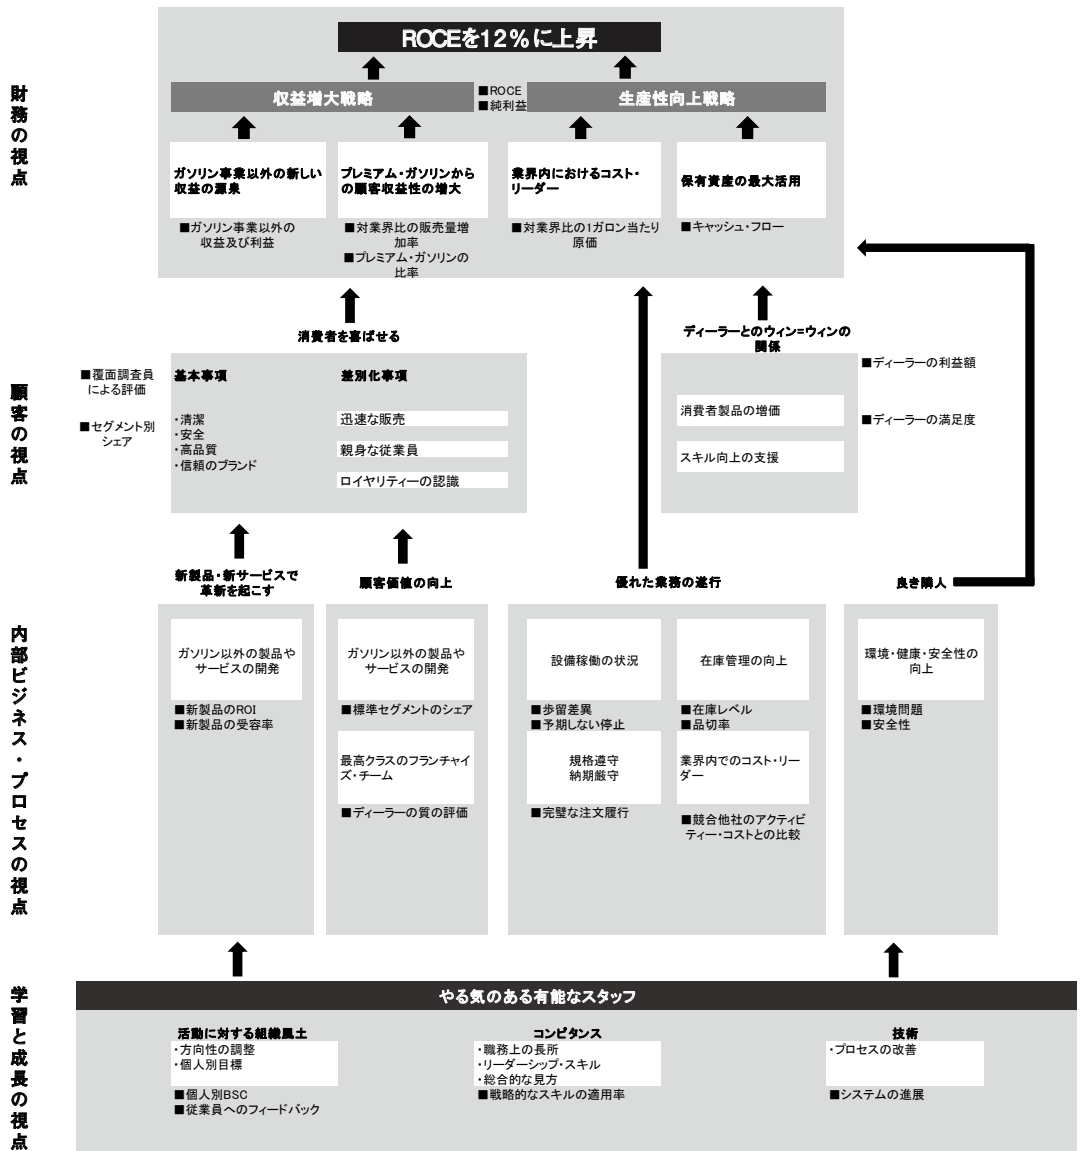 ROCEを12%に上昇
財務の視点
収益増大戦略
■ROCE
■純利益
生産性向上戦略
ガソリン事業以外の新しい
収益の源泉
プレミアム・ガソリンから
の顧客収益性の増大
業界内におけるコスト・
リーダー
保有資産の最大活用
■ガソリン事業以外の
収益及び利益
■対業界比の販売量増
加率
■プレミアム・ガソリンの
比率
■対業界比の1ガロン当たり
原価
■キャッシュ・フロー
消費者を喜ばせる
ディーラーとのウィン=ウィンの
関係
顧客の視点
■覆面調査員
による評価
■セグメント別
シェア
基本事項
・清潔
・安全
・高品質
・信頼のブランド
差別化事項
迅速な販売
親身な従業員
ロイヤリティーの認識
消費者製品の増価
スキル向上の支援
■ディーラーの利益額
■ディーラーの満足度
新製品・新サービスで
革新を起こす
顧客価値の向上
優れた業務の遂行
良き隣人
内部ビジネス・プロセスの視点
ガソリン以外の製品や
サービスの開発
■新製品のROI
■新製品の受容率
ガソリン以外の製品や
サービスの開発
■標準セグメントのシェア
最高クラスのフランチャイ
ズ・チーム
■ディーラーの質の評価
設備稼働の状況
■歩留差異
■予期しない停止
規格遵守
納期厳守
■完璧な注文履行
在庫管理の向上
■在庫レベル
■品切率
業界内でのコスト・リー
ダー
■競合他社のアクティビ
ティー・コストとの比較
環境・健康・安全性の
向上
■環境問題
■安全性
学習と成長の視点
やる気のある有能なスタッフ
活動に対する組織風土
・方向性の調整
・個人別目標
■個人別BSC
■従業員へのフィードバック
コンピタンス
・職務上の長所
・リーダーシップ・スキル
・総合的な見方
■戦略的なスキルの適用率
技術
・プロセスの改善
■システムの進展